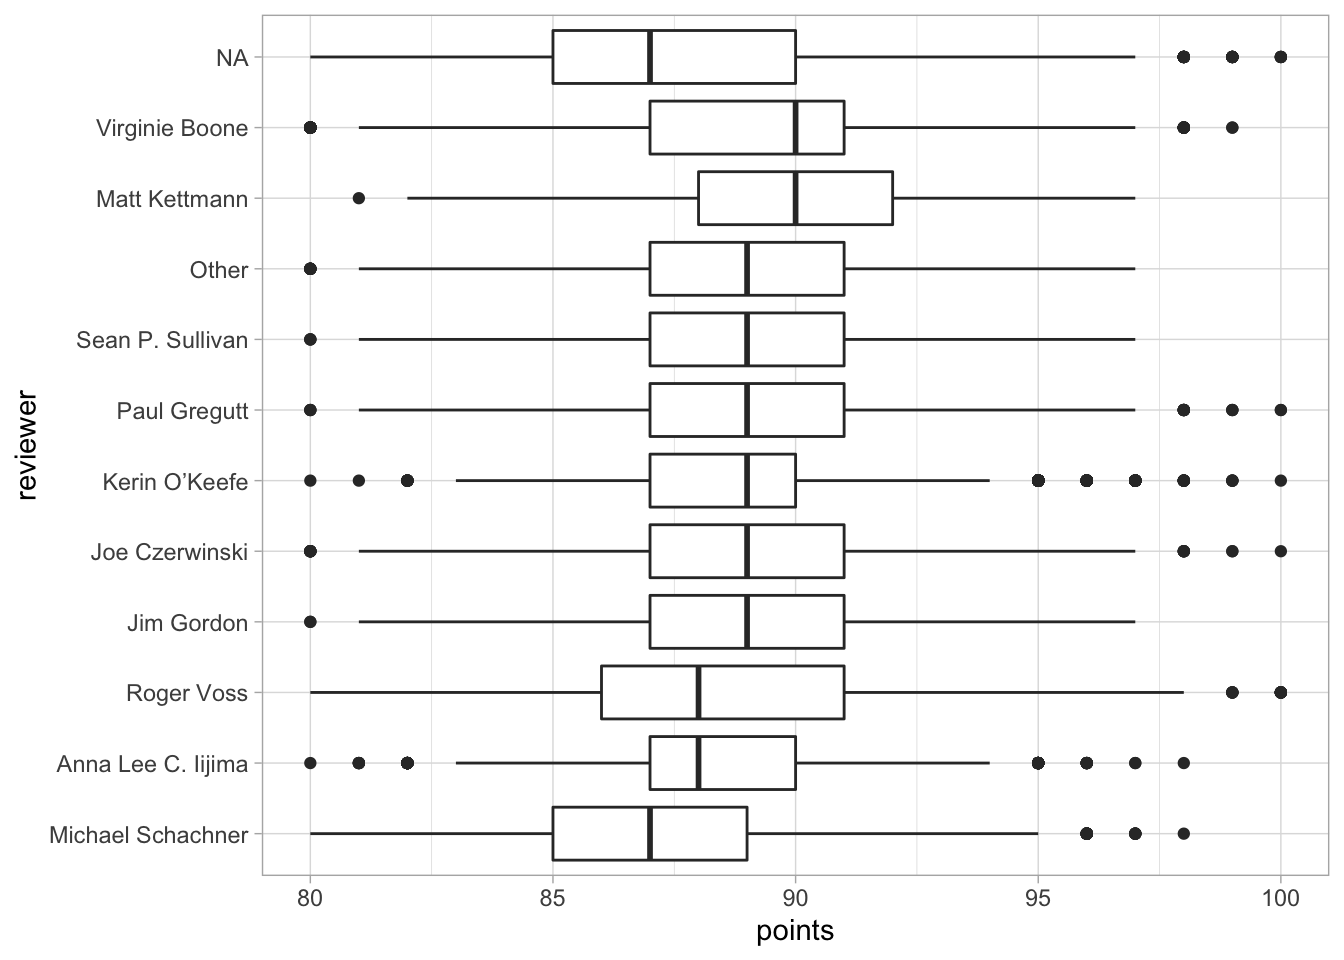 NA
Virginie Boone
Matt Kettmann
Other
Sean P. Sullivan
Paul Gregutt
Kerin O’Keefe
Joe Czerwinski
Jim Gordon
Roger Voss
Anna Lee C. Iijima
Michael Schachner
reviewer
80 85 90 95 100
points